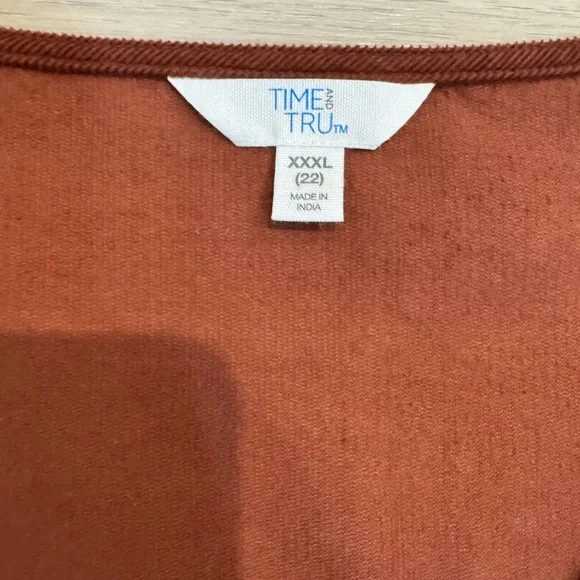 TIME AND
TRU™
XXXL
(22)
MADE IN
INDIA